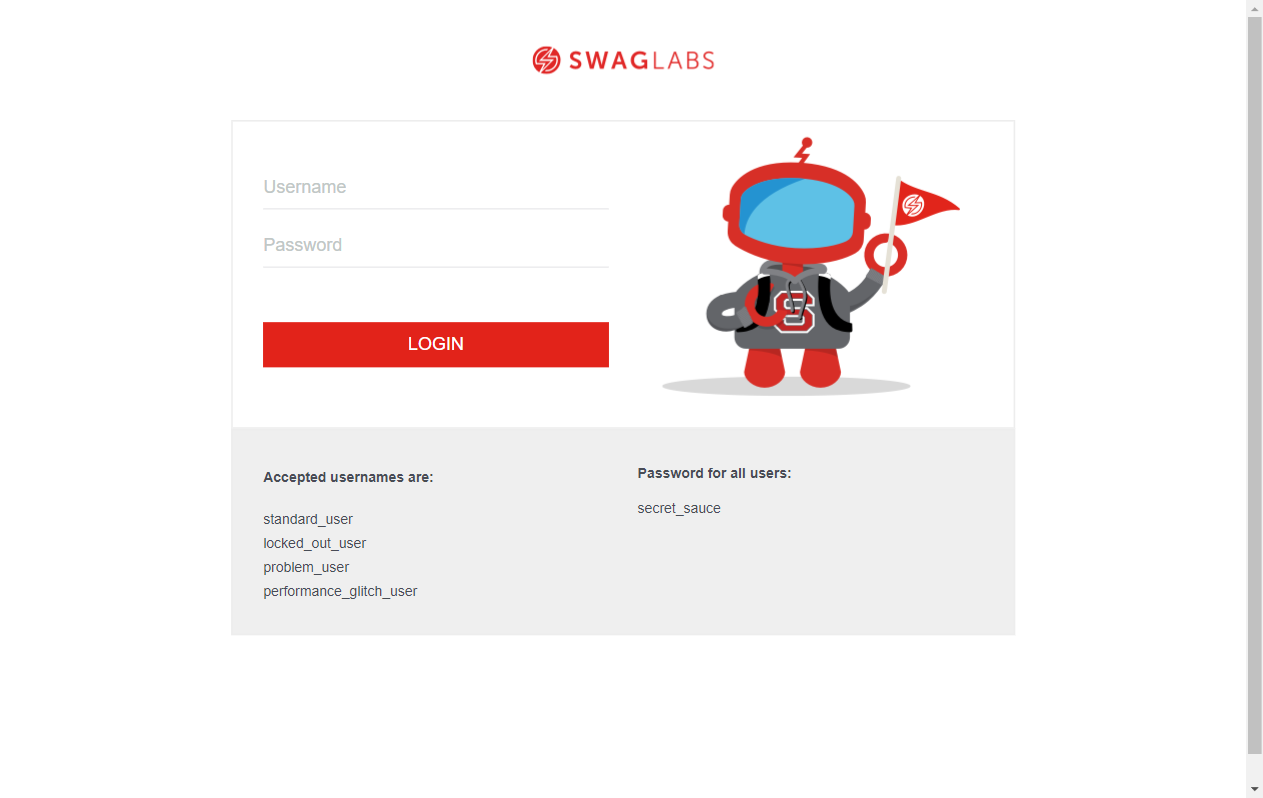 SWAGLABS
Username
Password
LOGIN
S
Accepted usernames are:
standard_user
locked_out_user
problem_user
performance_glitch_user
Password for all users:
secret_sauce